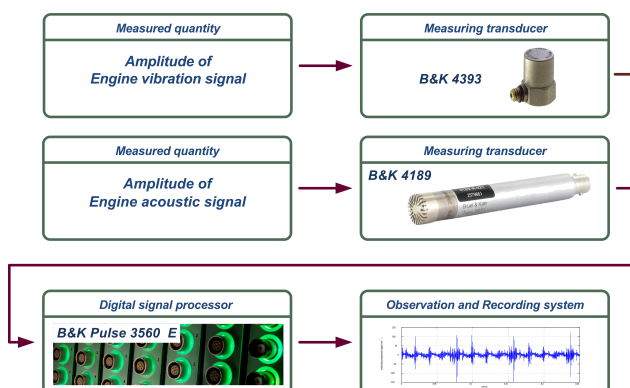 Measured quantity
Amplitude of
Engine vibration signal
Measuring transducer
B&K 4393
Measured quantity
Amplitude of
Engine acoustic signal
Measuring transducer
B&K 4189
Digital signal processor
B&K Pulse 3560 E
Observation and Recording system